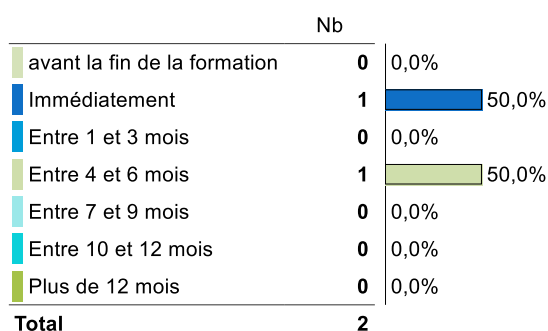 Nb
avant la fin de la formation 0 0,0%
Immédiatement 1 50,0%
Entre 1 et 3 mois 0 0,0%
Entre 4 et 6 mois 1 50,0%
Entre 7 et 9 mois 0 0,0%
Entre 10 et 12 mois 0 0,0%
Plus de 12 mois 0 0,0%
Total 2